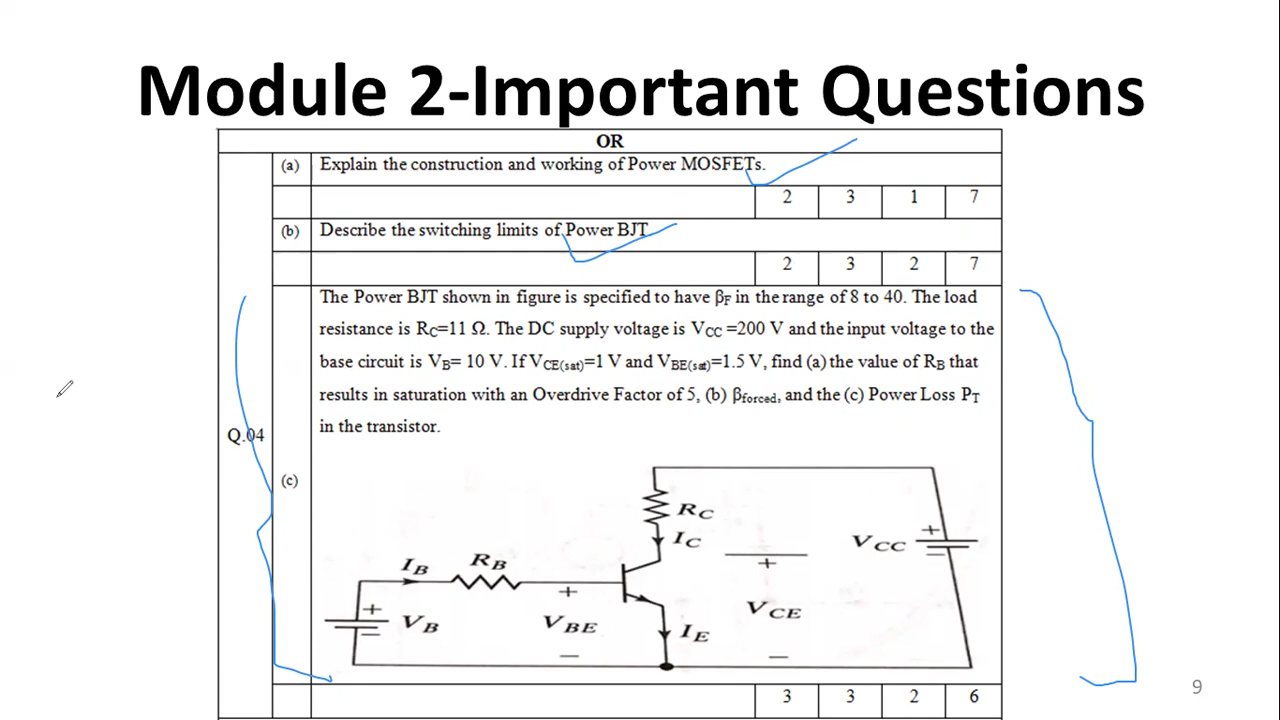 Module 2-Important Questions
OR
(a) Explain the construction and working of Power MOSFETs.
2 3 1 7
(b) Describe the switching limits of Power BJT
2 3 2 7
The Power BJT shown in figure is specified to have βF in the range of 8 to 40. The load
resistance is RC=11 Ω. The DC supply voltage is VCC =200 V and the input voltage to the
base circuit is VB= 10 V. If VCE(sat)=1 V and VBE(sat)=1.5 V, find (a) the value of RB that
results in saturation with an Overdrive Factor of 5, (b) βforced, and the (c) Power Loss PT
in the transistor.
Q.04
(c)
RC
IC
VCC
+
−
+
IB
RB
+
+
−
VB
VBE
VCE
IE
−
−
3 3 2 6
9